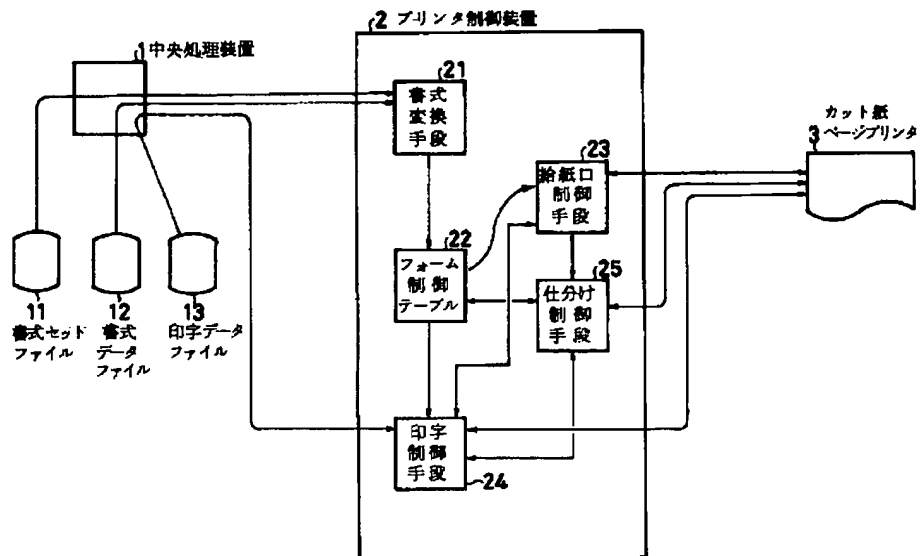 2 プリンタ制御装置
1 中央処理装置
21
書式
変換
手段
カット紙
ページプリンタ
3
23
給紙口
制御
手段
22
フォーム
制御
テーブル
25
仕分け
制御
手段
11
書式セット
ファイル
12
書式
データ
ファイル
13
印字データ
ファイル
印字
制御
手段
24